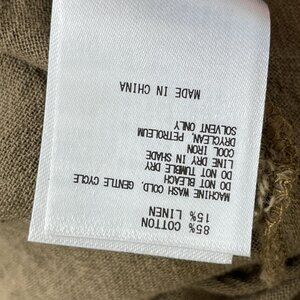 85% COTTON
15% LINEN
MACHINE WASH COLD, GENTLE CYCLE
DO NOT BLEACH
DO NOT TUMBLE DRY
LINE DRY IN SHADE
COOL IRON
DRYCLEAN, PETROLEUM
SOLVENT ONLY
MADE IN CHINA